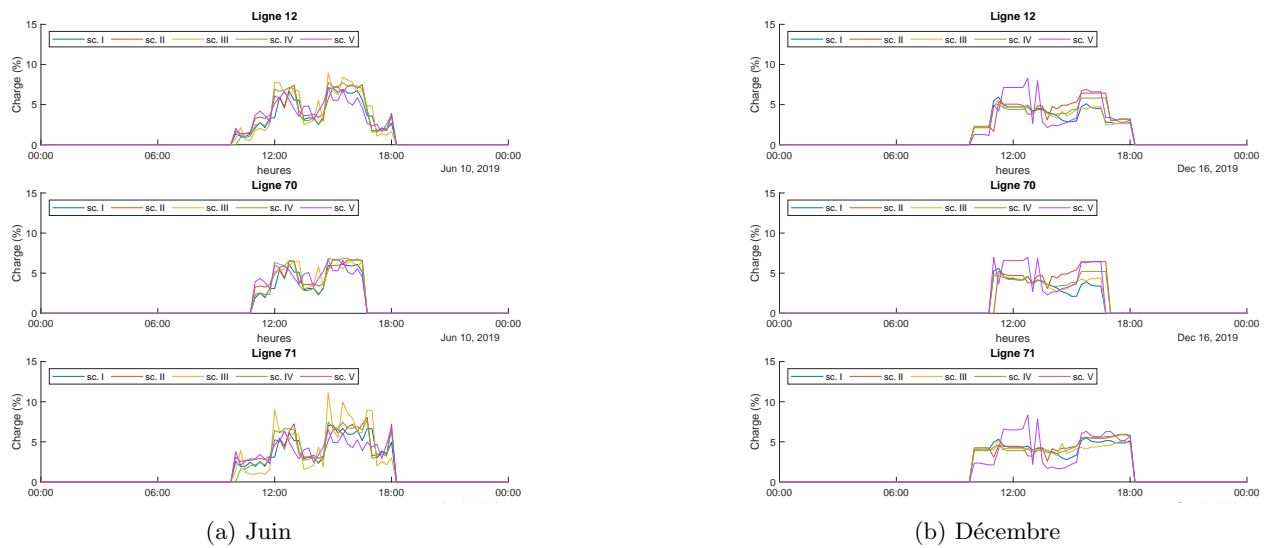 Ligne 12
15
sc. I sc. II sc. III sc. IV sc. V
10
5
0
Charge (%)
00:00 06:00 12:00 18:00 00:00
heures
Jun 10, 2019
Ligne 70
15
sc. I sc. II sc. III sc. IV sc. V
10
5
0
Charge (%)
00:00 06:00 12:00 18:00 00:00
heures
Jun 10, 2019
Ligne 71
15
sc. I sc. II sc. III sc. IV sc. V
10
5
0
Charge (%)
00:00 06:00 12:00 18:00 00:00
(a) Juin
Ligne 12
15
sc. I sc. II sc. III sc. IV sc. V
10
5
0
Charge (%)
00:00 06:00 12:00 18:00 00:00
heures
Dec 16, 2019
Ligne 70
15
sc. I sc. II sc. III sc. IV sc. V
10
5
0
Charge (%)
00:00 06:00 12:00 18:00 00:00
heures
Dec 16, 2019
Ligne 71
15
sc. I sc. II sc. III sc. IV sc. V
10
5
0
Charge (%)
00:00 06:00 12:00 18:00 00:00
(b) Décembre